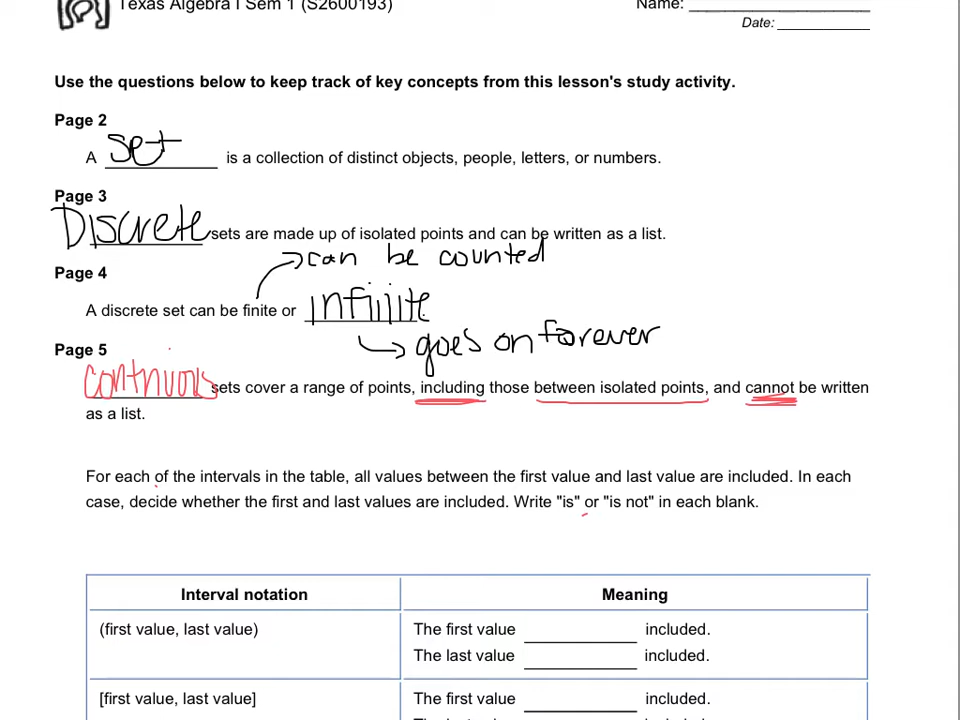 Texas Algebra I Sem 1 (S2600193)
Name:
Date:
Use the questions below to keep track of key concepts from this lesson's study activity.
Page 2
A set is a collection of distinct objects, people, letters, or numbers.
Page 3
Discrete sets are made up of isolated points and can be written as a list.
can be counted
Page 4
A discrete set can be finite or infinite
goes on forever
Page 5
continuous sets cover a range of points, including those between isolated points, and cannot be written
as a list.
For each of the intervals in the table, all values between the first value and last value are included. In each
case, decide whether the first and last values are included. Write "is" or "is not" in each blank.
Interval notation Meaning
(first value, last value) The first value included.
The last value included.
[first value, last value] The first value included.